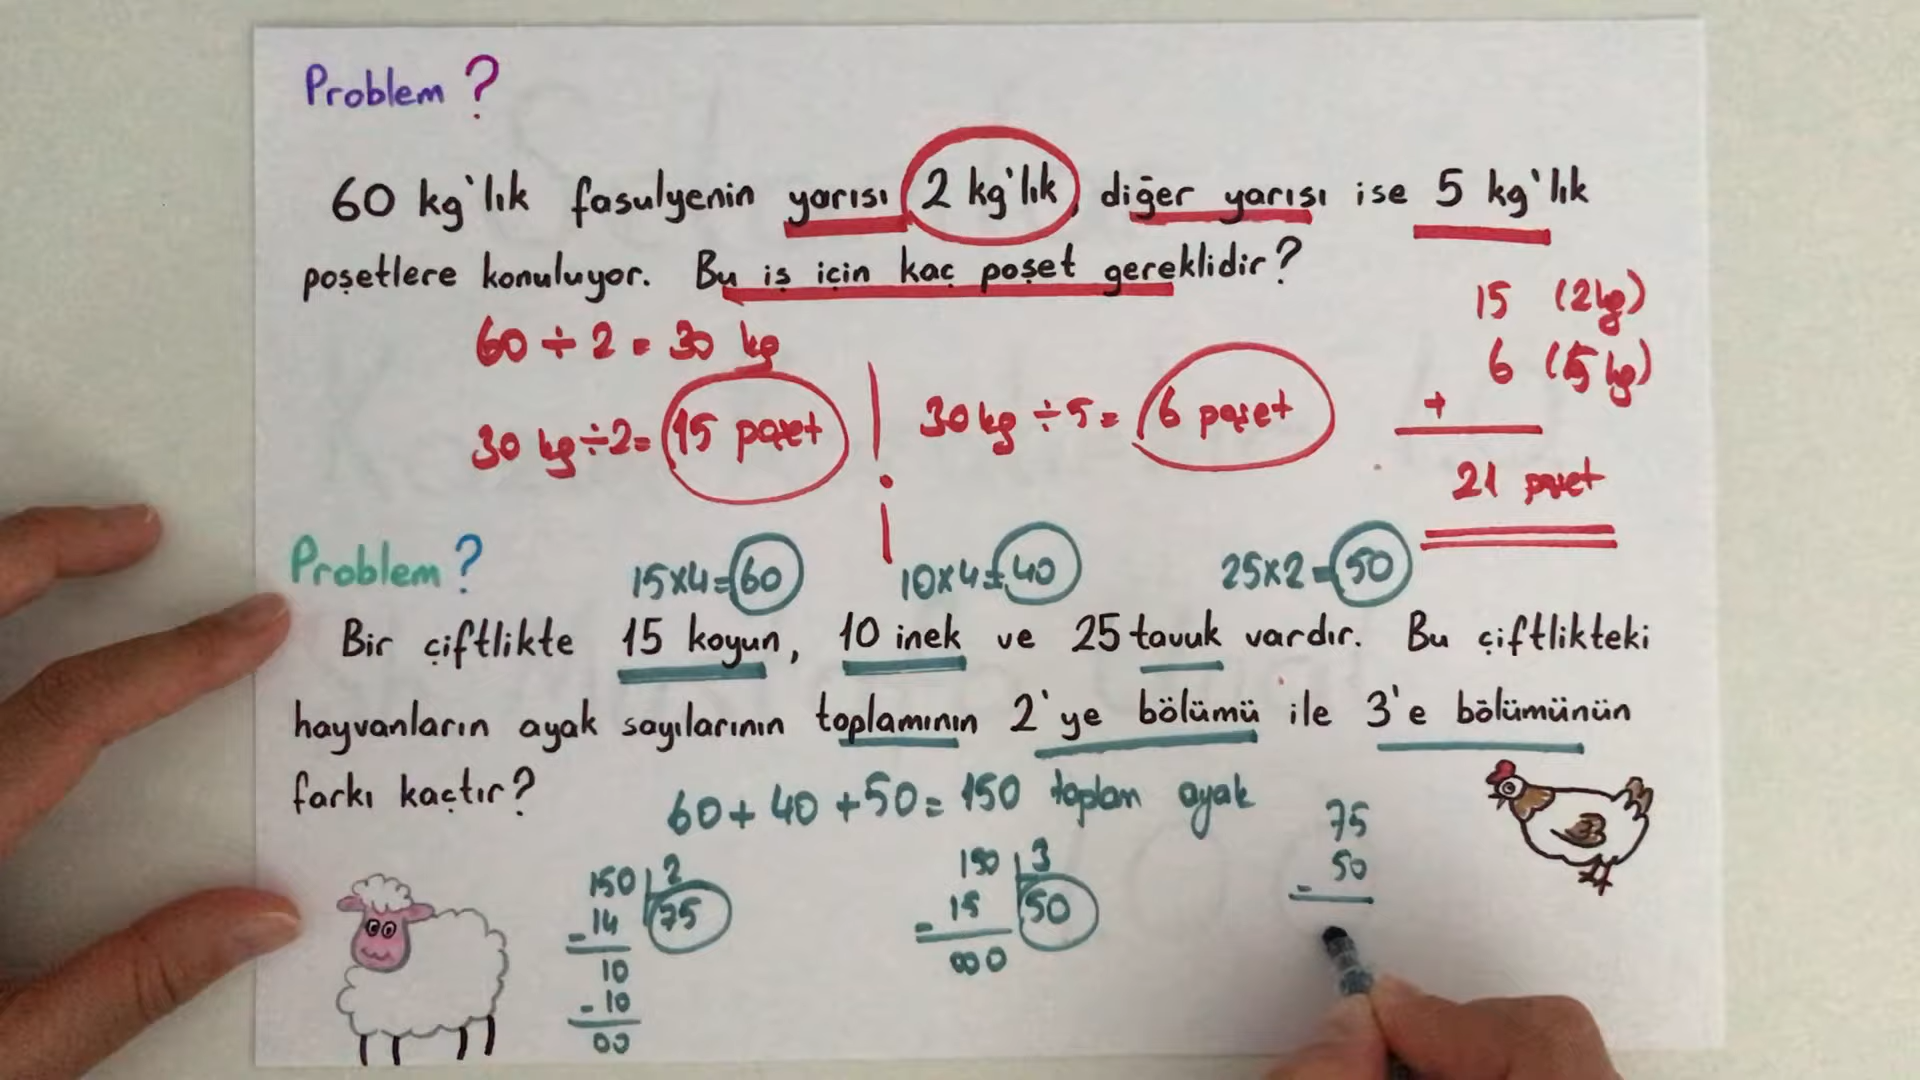 Problem ?
60 kg'lık fasulyenin yarısı 2 kg'lık, diğer yarısı ise 5 kg'lık
poşetlere konuluyor. Bu iş için kaç poşet gereklidir?
60 ÷ 2 = 30 kg
30 kg ÷ 2 = 15 poşet
30 kg ÷ 5 = 6 poşet
15 (2 kg)
6 (5 kg)
+
21 poşet
Problem ?
15x4=60
10x4=40
25x2=50
Bir çiftlikte 15 koyun, 10 inek ve 25 tavuk vardır. Bu çiftlikteki
hayvanların ayak sayılarının toplamının 2'ye bölümü ile 3'e bölümünün
farkı kaçtır?
60 + 40 + 50 = 150 toplam ayak
150 2
- 14 75
10
- 10
00
150 3
- 15 50
000
75
- 50